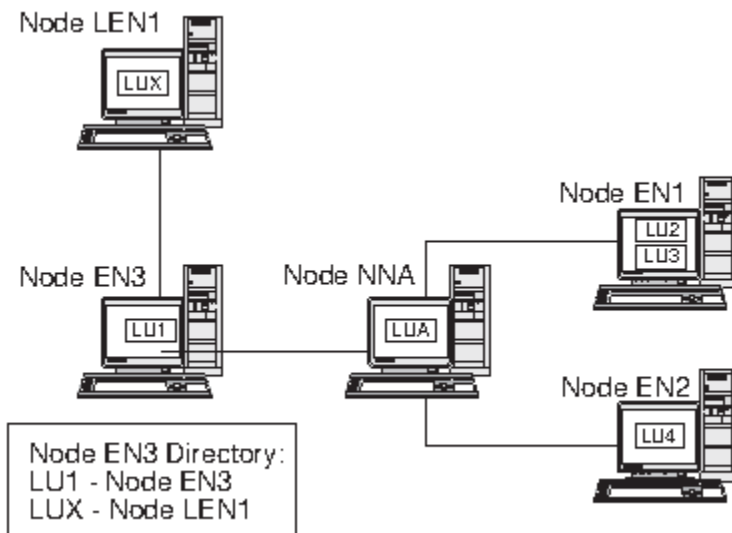 Node LEN1
LUX
Node EN1
LU2
LU3
Node EN3
Node NNA
LU1
LUA
Node EN2
LU4
Node EN3 Directory:
LU1 - Node EN3
LUX - Node LEN1